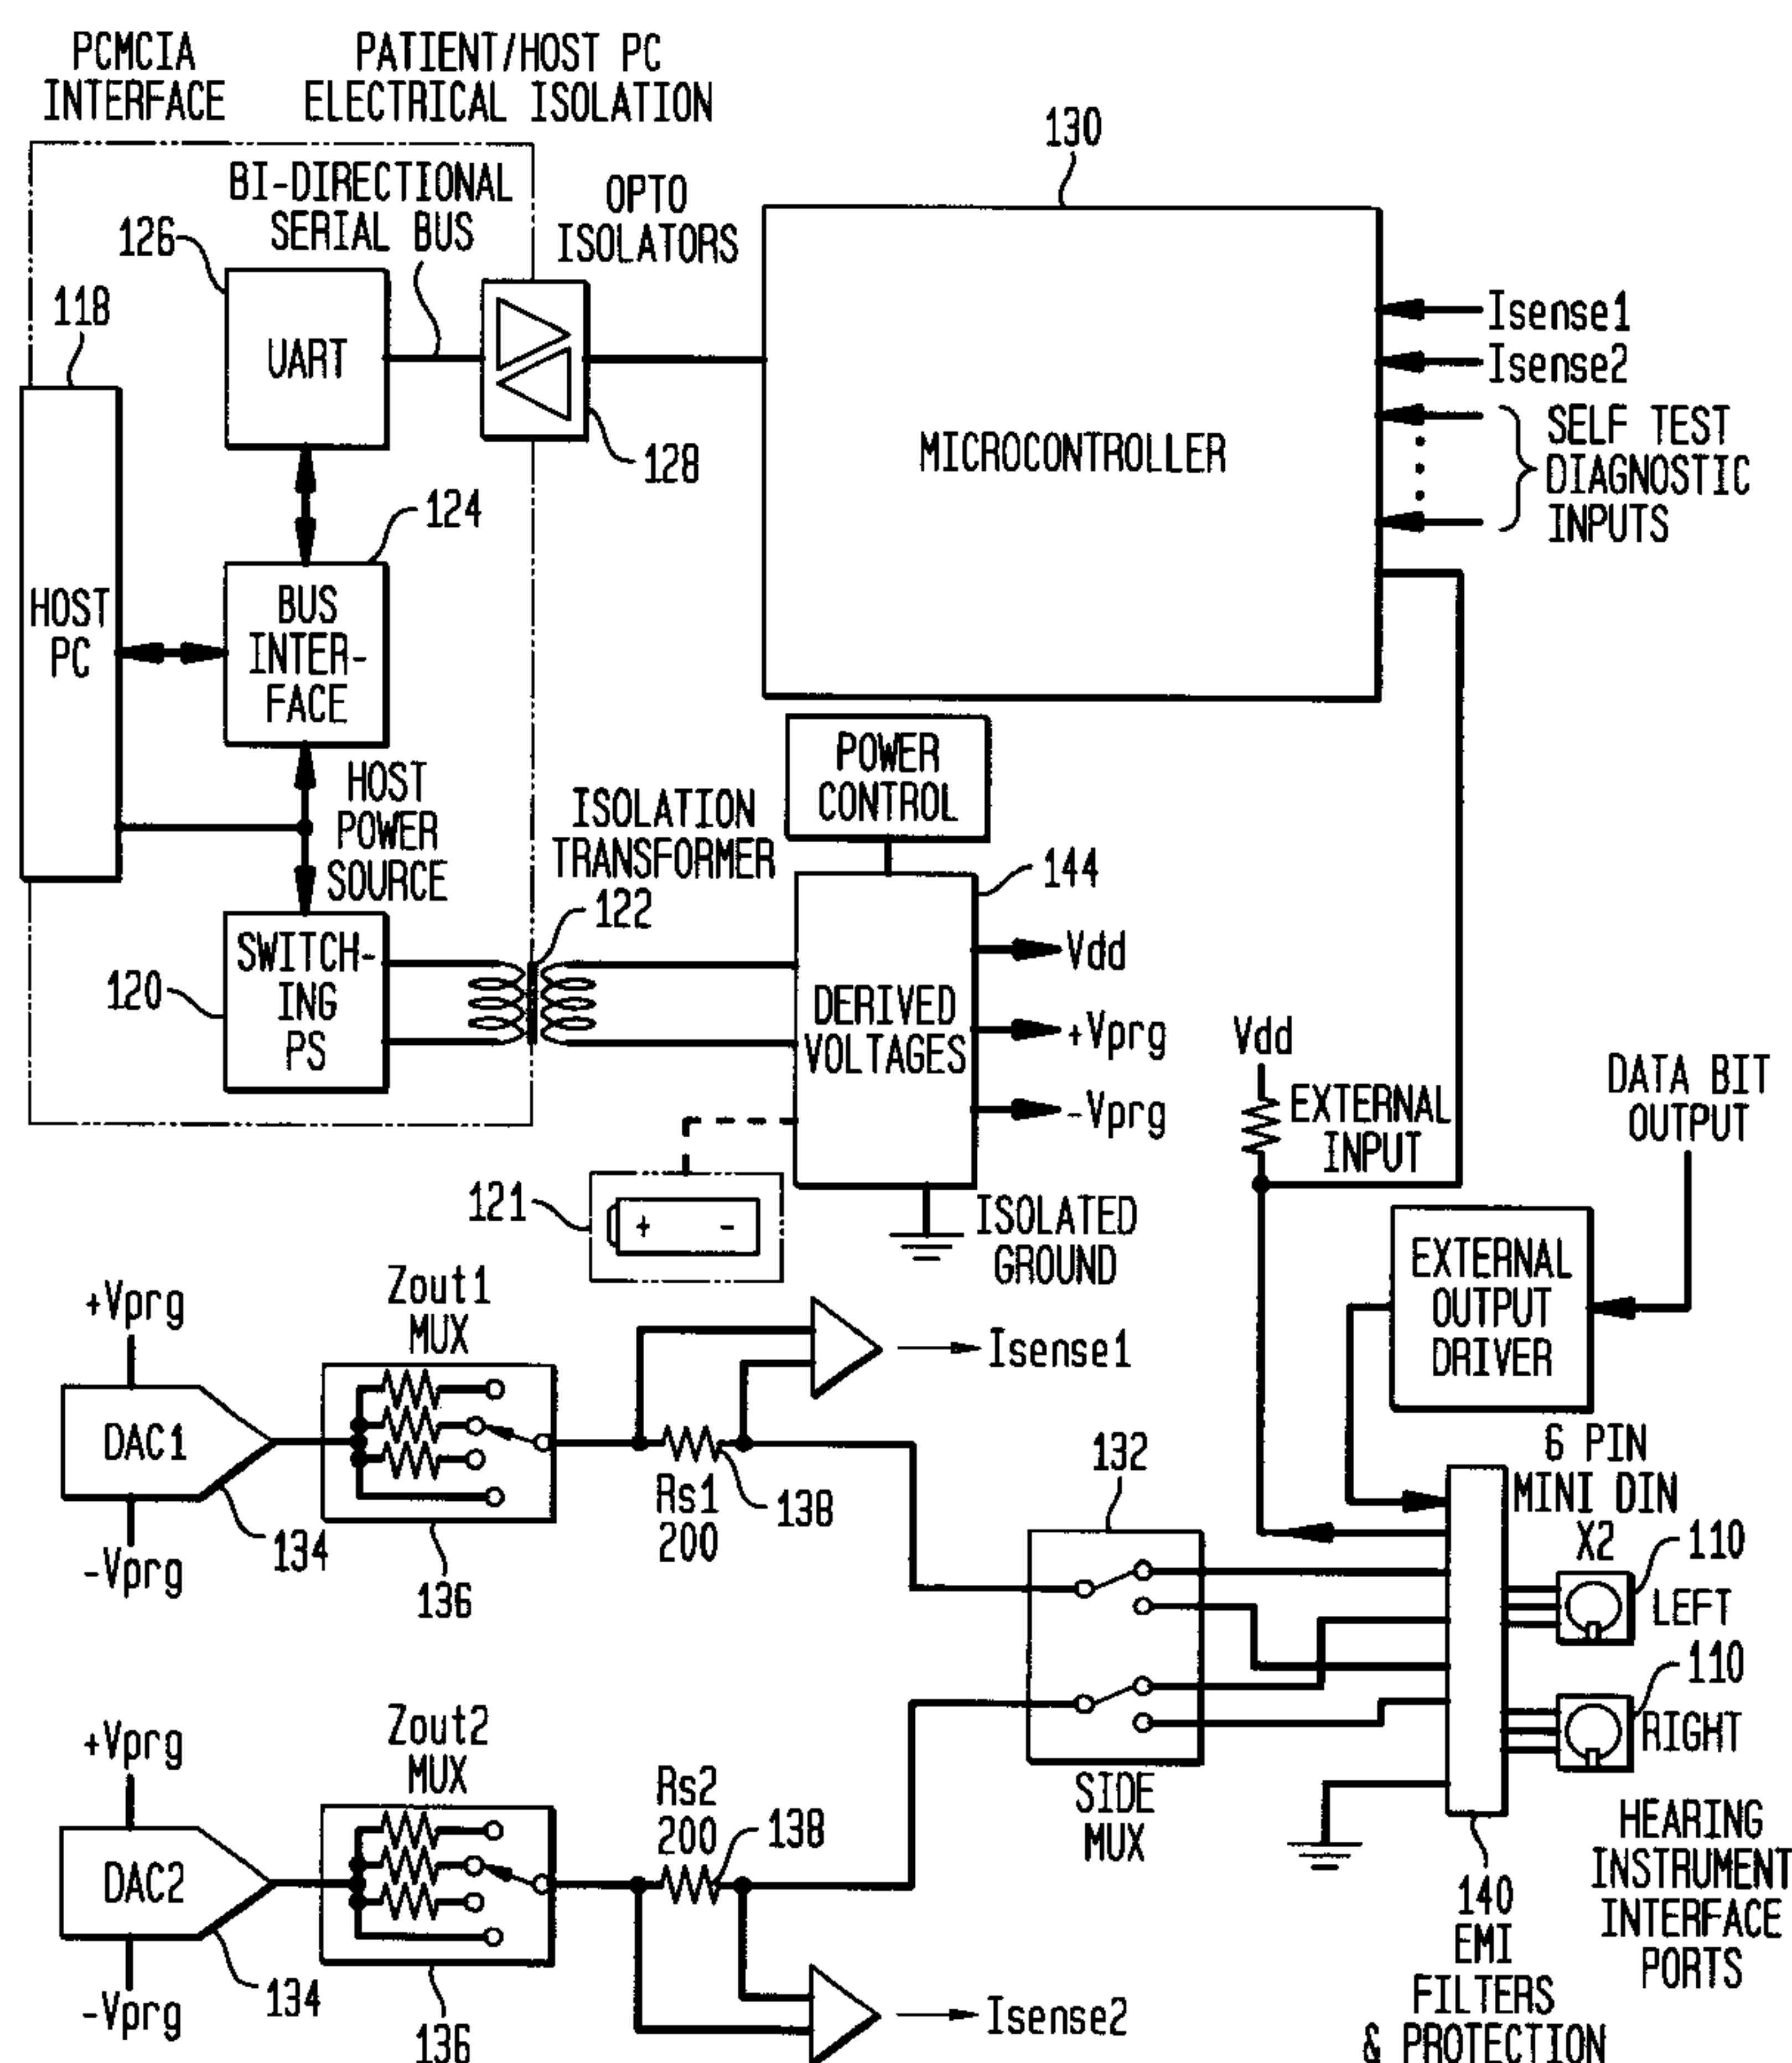 PCMCIA
INTERFACE
PATIENT/HOST PC
ELECTRICAL ISOLATION
130
BI-DIRECTIONAL
SERIAL BUS
OPTO
ISOLATORS
126
118
UART
128
MICROCONTROLLER
Isense1
Isense2
SELF TEST
DIAGNOSTIC
INPUTS
124
HOST
PC
BUS
INTER-
FACE
HOST
POWER
SOURCE
POWER
CONTROL
ISOLATION
TRANSFORMER
122
144
SWITCH-
ING
PS
120
DERIVED
VOLTAGES
Vdd
+Vprg
-Vprg
Vdd
EXTERNAL
INPUT
DATA BIT
OUTPUT
121
+ -
ISOLATED
GROUND
EXTERNAL
OUTPUT
DRIVER
+Vprg
Zout1
MUX
Isense1
DAC1
Rs1
200
138
134
-Vprg
136
132
6 PIN
MINI DIN
X2
110
LEFT
110
RIGHT
+Vprg
Zout2
MUX
Rs2
200
138
SIDE
MUX
DAC2
134
-Vprg
136
Isense2
140
EMI
FILTERS
& PROTECTION
HEARING
INSTRUMENT
INTERFACE
PORTS